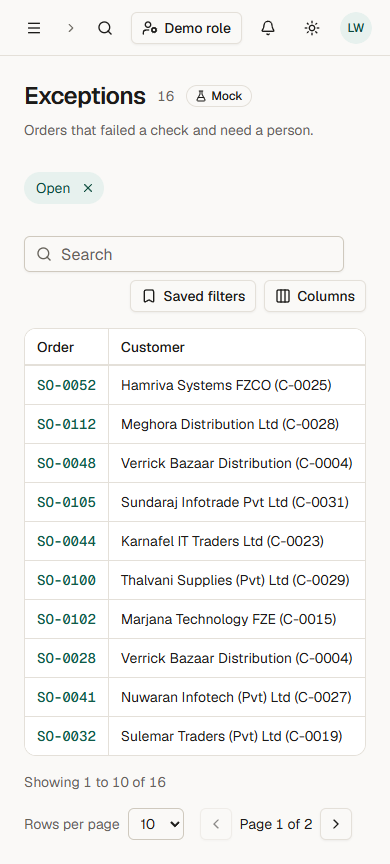 Demo role
LW
Exceptions 16 Mock
Orders that failed a check and need a person.
Open
Search
Saved filters Columns
Order Customer
SO-0052 Hamriva Systems FZCO (C-0025)
SO-0112 Meghora Distribution Ltd (C-0028)
SO-0048 Verrick Bazaar Distribution (C-0004)
SO-0105 Sundaraj Infotrade Pvt Ltd (C-0031)
SO-0044 Karnafel IT Traders Ltd (C-0023)
SO-0100 Thalvani Supplies (Pvt) Ltd (C-0029)
SO-0102 Marjana Technology FZE (C-0015)
SO-0028 Verrick Bazaar Distribution (C-0004)
SO-0041 Nuwaran Infotech (Pvt) Ltd (C-0027)
SO-0032 Sulemar Traders (Pvt) Ltd (C-0019)
Showing 1 to 10 of 16
Rows per page 10 Page 1 of 2